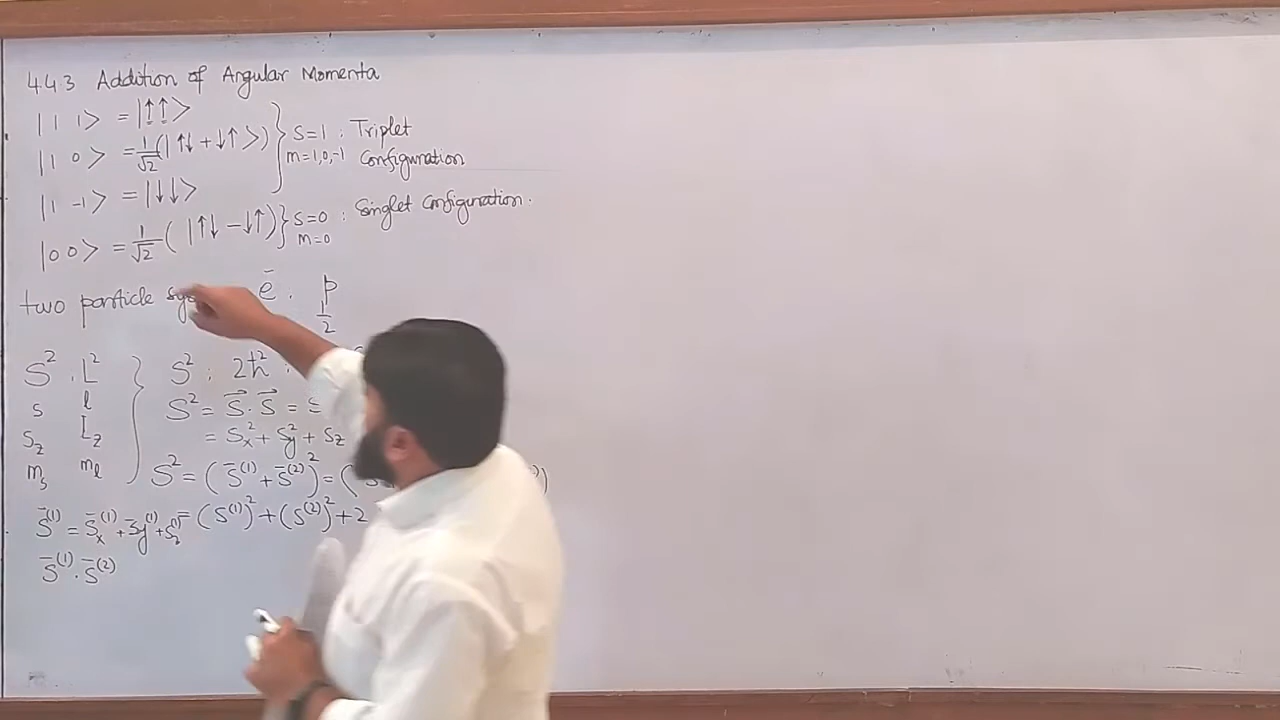 4.4.3 Addition of Angular Momenta
|1 1> = |↑↑>
|1 0> = 1/√2 (|↑↓ + ↓↑>) } S=1 : Triplet
m=1,0,-1 Configuration
|1 -1> = |↓↓>
|0 0> = 1/√2 ( |↑↓ - ↓↑) } S=0 : Singlet Configuration.
m=0
two particle e⁻ . p
1/2
S² . L² } S² : 2ħ² :
s l S² = S⃗ . S⃗ =
S_z L_z = S_x² + S_y² + S_z
m_s m_l S² = (S̄⁽¹⁾ + S̄⁽²⁾)² = (
S̄⁽¹⁾ = S̄_x⁽¹⁾ + S̄_y⁽¹⁾ + S_z⁽¹⁾ = (S⁽¹⁾)² + (S⁽²⁾)² + 2
S̄⁽¹⁾ . S̄⁽²⁾